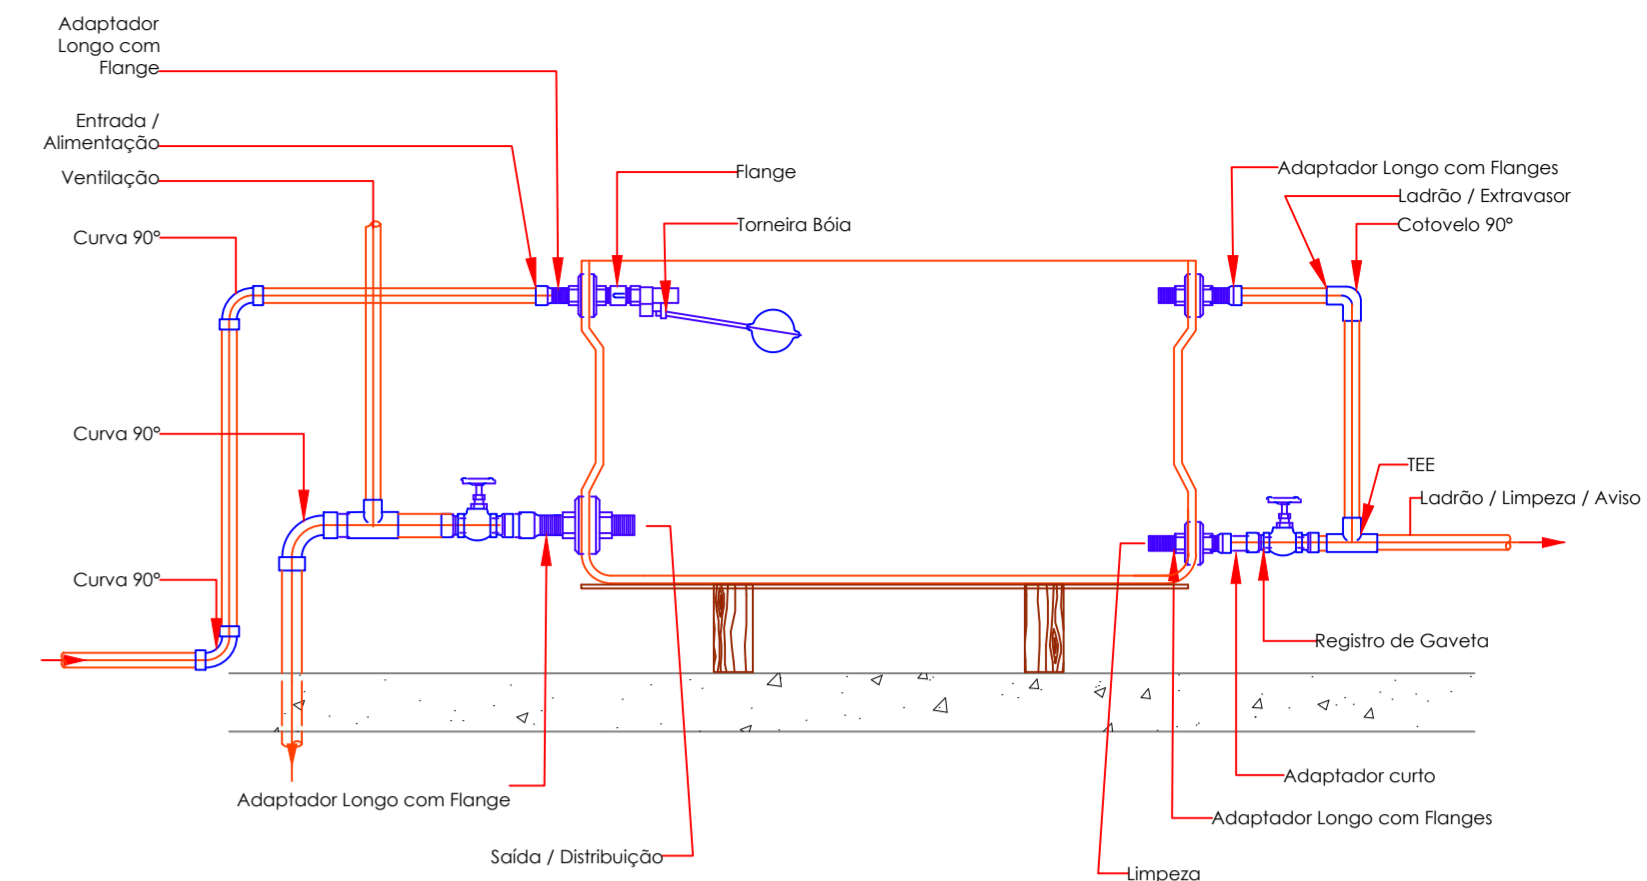 Adaptador
Longo com
Flange
Entrada /
Alimentação
Ventilação
Curva 90°
Flange
Torneira Bóia
Adaptador Longo com Flanges
Ladrão / Extravasor
Cotovelo 90°
Curva 90°
TEE
Ladrão / Limpeza / Aviso
Curva 90°
Registro de Gaveta
Adaptador Longo com Flange
Adaptador curto
Adaptador Longo com Flanges
Saída / Distribuição
Limpeza